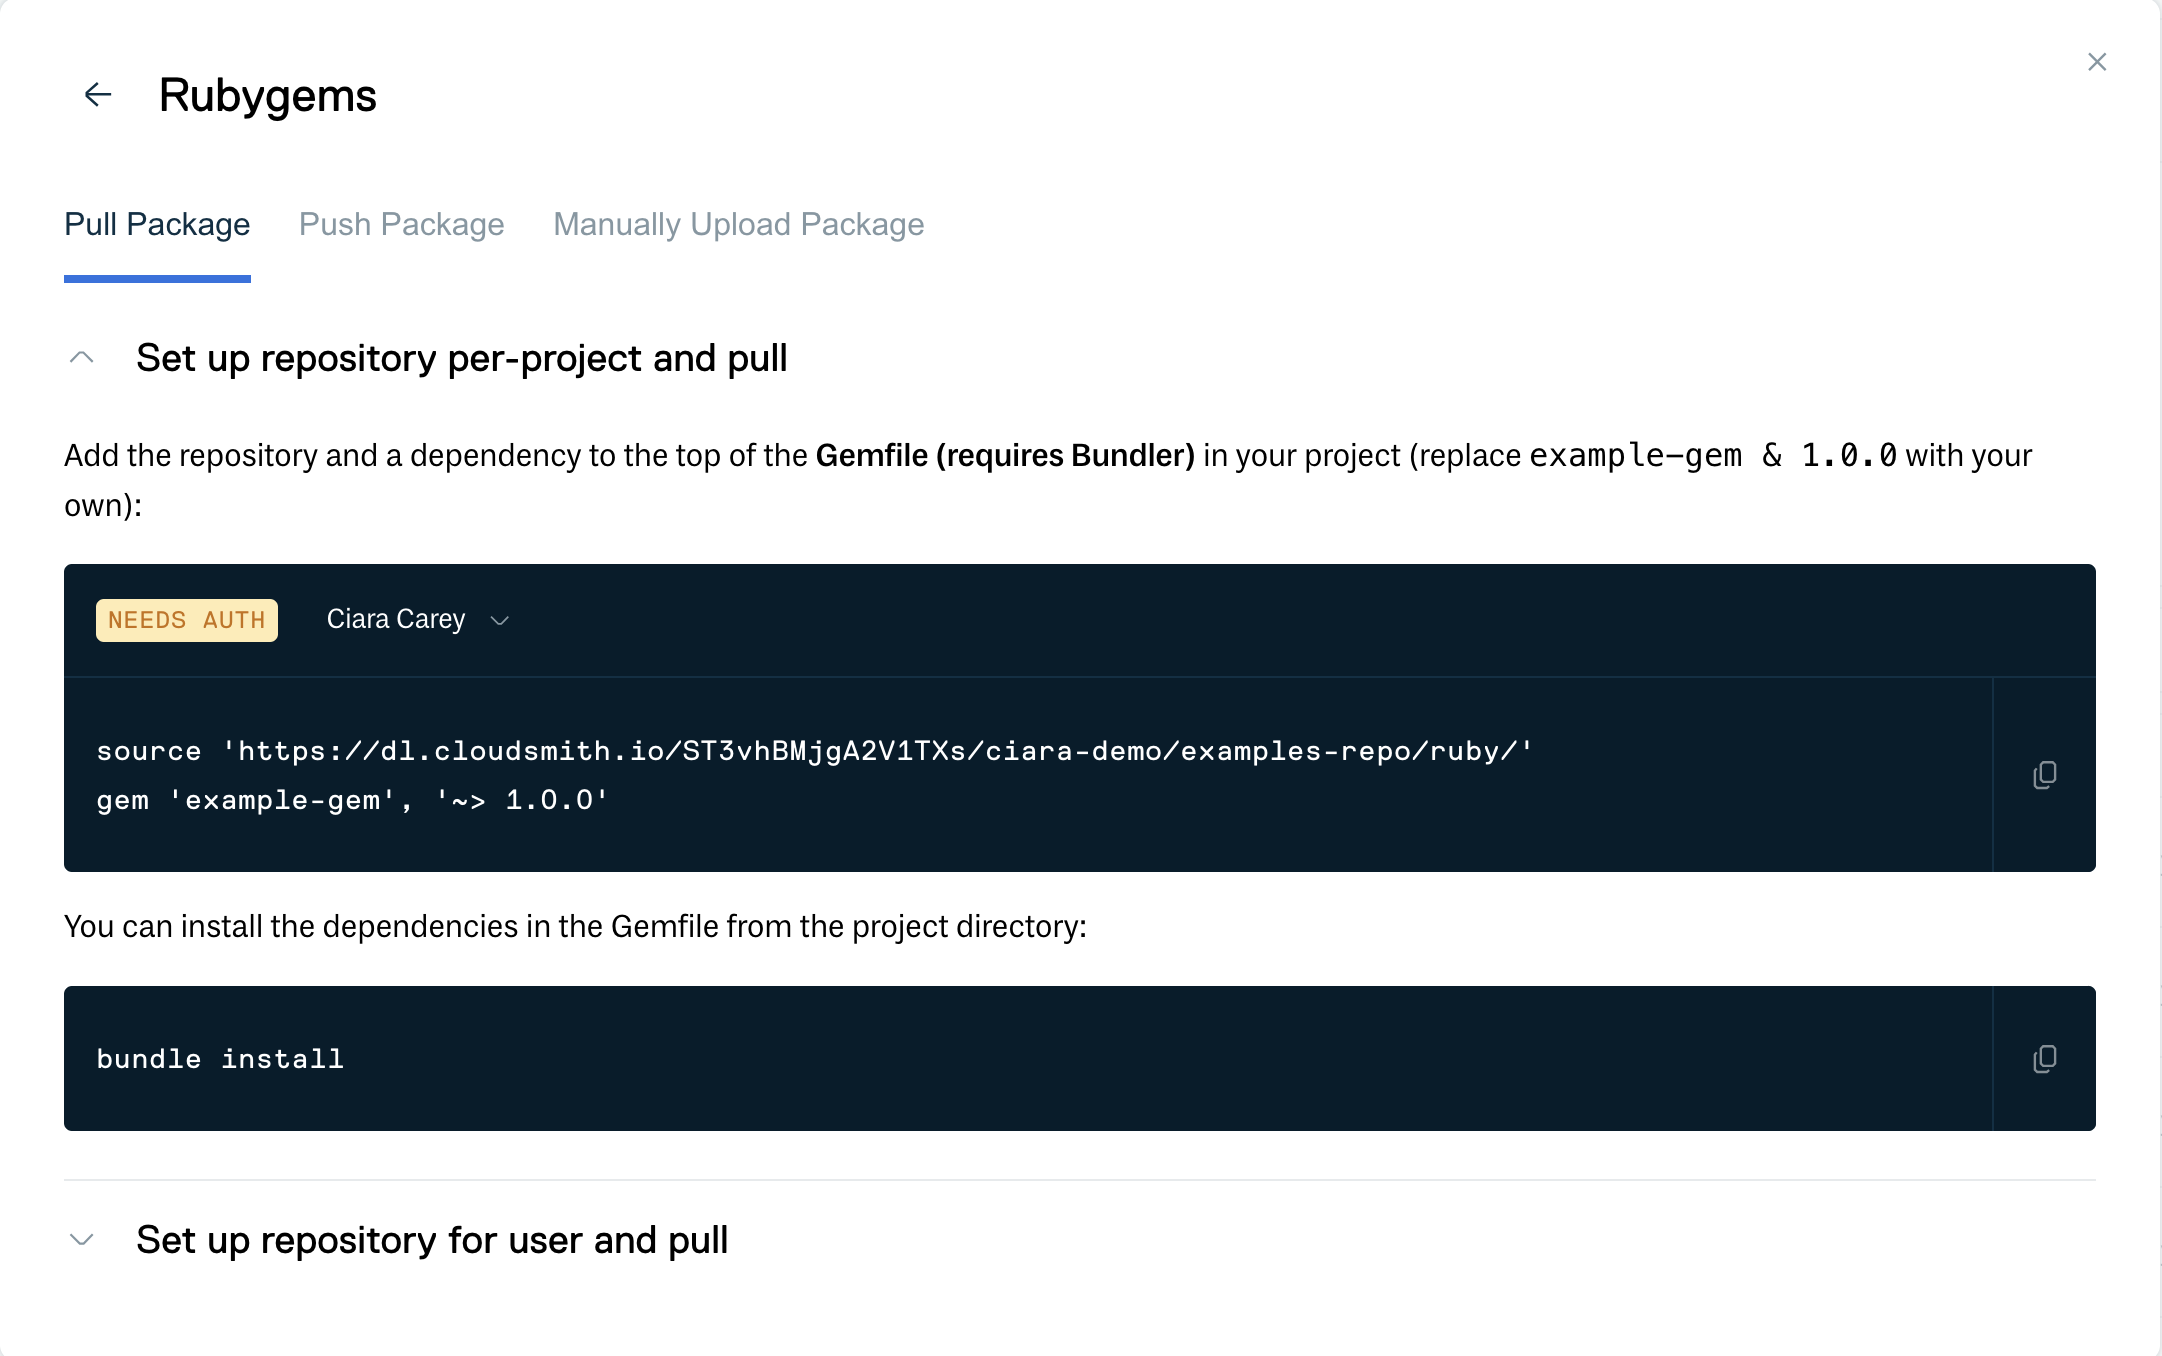 Rubygems
Pull Package Push Package Manually Upload Package
Set up repository per-project and pull
Add the repository and a dependency to the top of the Gemfile (requires Bundler) in your project (replace example-gem & 1.0.0 with your
own):
NEEDS AUTH Ciara Carey
source 'https://dl.cloudsmith.io/ST3vhBMjgA2V1TXs/ciara-demo/examples-repo/ruby/'
gem 'example-gem', '~> 1.0.0'
You can install the dependencies in the Gemfile from the project directory:
bundle install
Set up repository for user and pull